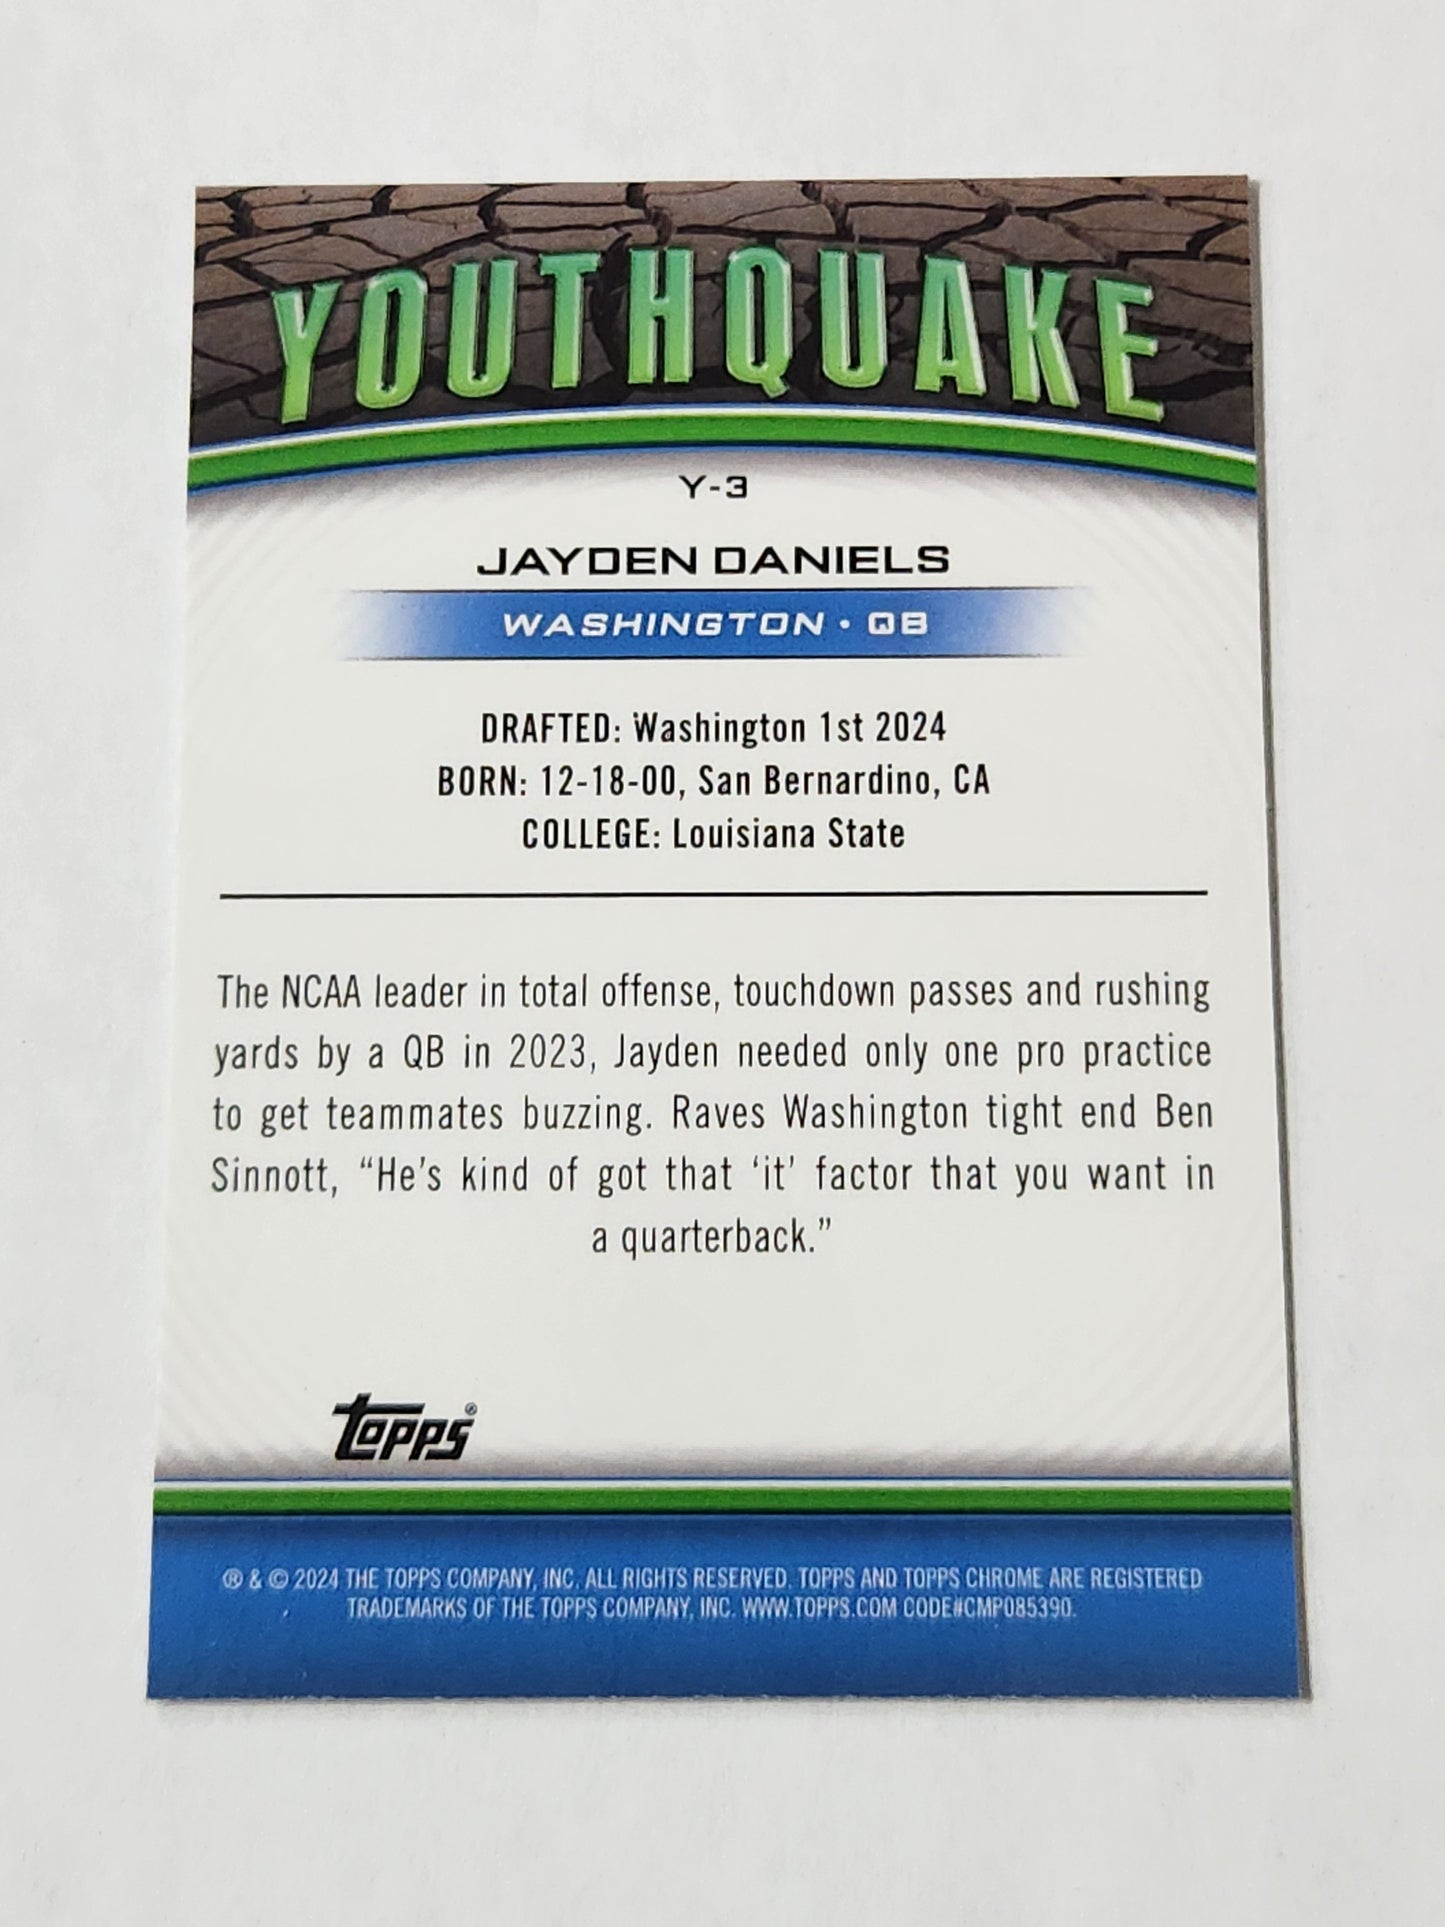 YOUTHQUAKE
Y-3
JAYDEN DANIELS
WASHINGTON • QB
DRAFTED: Washington 1st 2024
BORN: 12-18-00, San Bernardino, CA
COLLEGE: Louisiana State
The NCAA leader in total offense, touchdown passes and rushing
yards by a QB in 2023, Jayden needed only one pro practice
to get teammates buzzing. Raves Washington tight end Ben
Sinnott, “He’s kind of got that ‘it’ factor that you want in
a quarterback.”
Topps®
® & © 2024 THE TOPPS COMPANY, INC. ALL RIGHTS RESERVED. TOPPS AND TOPPS CHROME ARE REGISTERED
TRADEMARKS OF THE TOPPS COMPANY, INC. WWW.TOPPS.COM CODE#CMP085390.